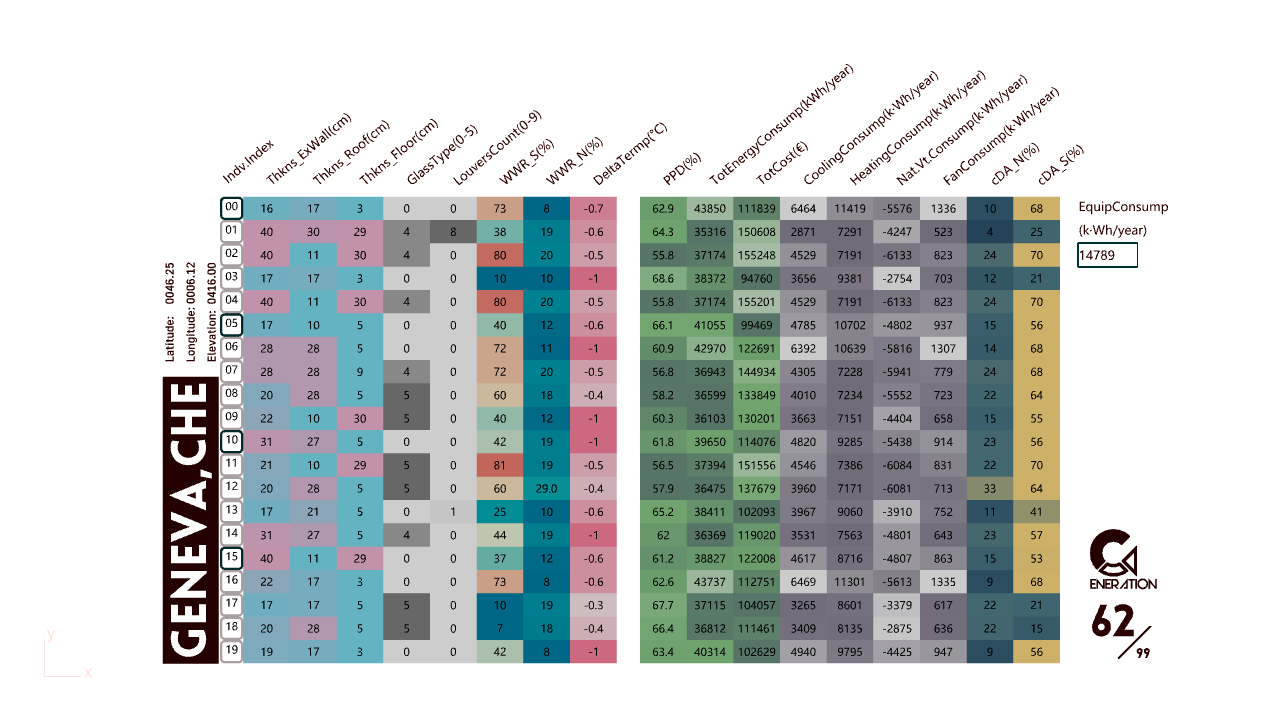 Indv.Index Thkns_ExWall(cm) Thkns_Roof(cm) Thkns_Floor(cm) GlassType(0-5) LouversCount(0-9) WWR_S(%) WWR_N(%) DeltaTermp(°C) PPD(%) TotEnergyConsump(kWh/year) TotCost(€) CoolingConsump(k·Wh/year) HeatingConsump(k·Wh/year) Nat.Vt.Consump(k·Wh/year) FanConsump(k·Wh/year) cDA_N(%) cDA_S(%)
00 16 17 3 0 0 73 8 -0.7 62.9 43850 111839 6464 11419 -5576 1336 10 68
01 40 30 29 4 8 38 19 -0.6 64.3 35316 150608 2871 7291 -4247 523 4 25
02 40 11 30 4 0 80 20 -0.5 55.8 37174 155248 4529 7191 -6133 823 24 70
03 17 17 3 0 0 10 10 -1 68.6 38372 94760 3656 9381 -2754 703 12 21
04 40 11 30 4 0 80 20 -0.5 55.8 37174 155201 4529 7191 -6133 823 24 70
05 17 10 5 0 0 40 12 -0.6 66.1 41055 99469 4785 10702 -4802 937 15 56
06 28 28 5 0 0 72 11 -1 60.9 42970 122691 6392 10639 -5816 1307 14 68
07 28 28 9 4 0 72 20 -0.5 56.8 36943 144934 4305 7228 -5941 779 24 68
08 20 28 5 5 0 60 18 -0.4 58.2 36599 133849 4010 7234 -5552 723 22 64
09 22 10 30 5 0 40 12 -1 60.3 36103 130201 3663 7151 -4404 658 15 55
10 31 27 5 0 0 42 19 -1 61.8 39650 114076 4820 9285 -5438 914 23 56
11 21 10 29 5 0 81 19 -0.5 56.5 37394 151556 4546 7386 -6084 831 22 70
12 20 28 5 5 0 60 29.0 -0.4 57.9 36475 137679 3960 7171 -6081 713 33 64
13 17 21 5 0 1 25 10 -0.6 65.2 38411 102093 3967 9060 -3910 752 11 41
14 31 27 5 4 0 44 19 -1 62 36369 119020 3531 7563 -4801 643 23 57
15 40 11 29 0 0 37 12 -0.6 61.2 38827 122008 4617 8716 -4807 863 15 53
16 22 17 3 0 0 73 8 -0.6 62.6 43737 112751 6469 11301 -5613 1335 9 68
17 17 17 5 5 0 10 19 -0.3 67.7 37115 104057 3265 8601 -3379 617 22 21
18 20 28 5 5 0 7 18 -0.4 66.4 36812 111461 3409 8135 -2875 636 22 15
19 19 17 3 0 0 42 8 -1 63.4 40314 102629 4940 9795 -4425 947 9 56
Latitude: 0046.25
Longitude: 0006.12
Elevation: 0416.00
GENEVA,CHE
EquipConsump
(k·Wh/year)
14789
ENERATION
62/99
y
x